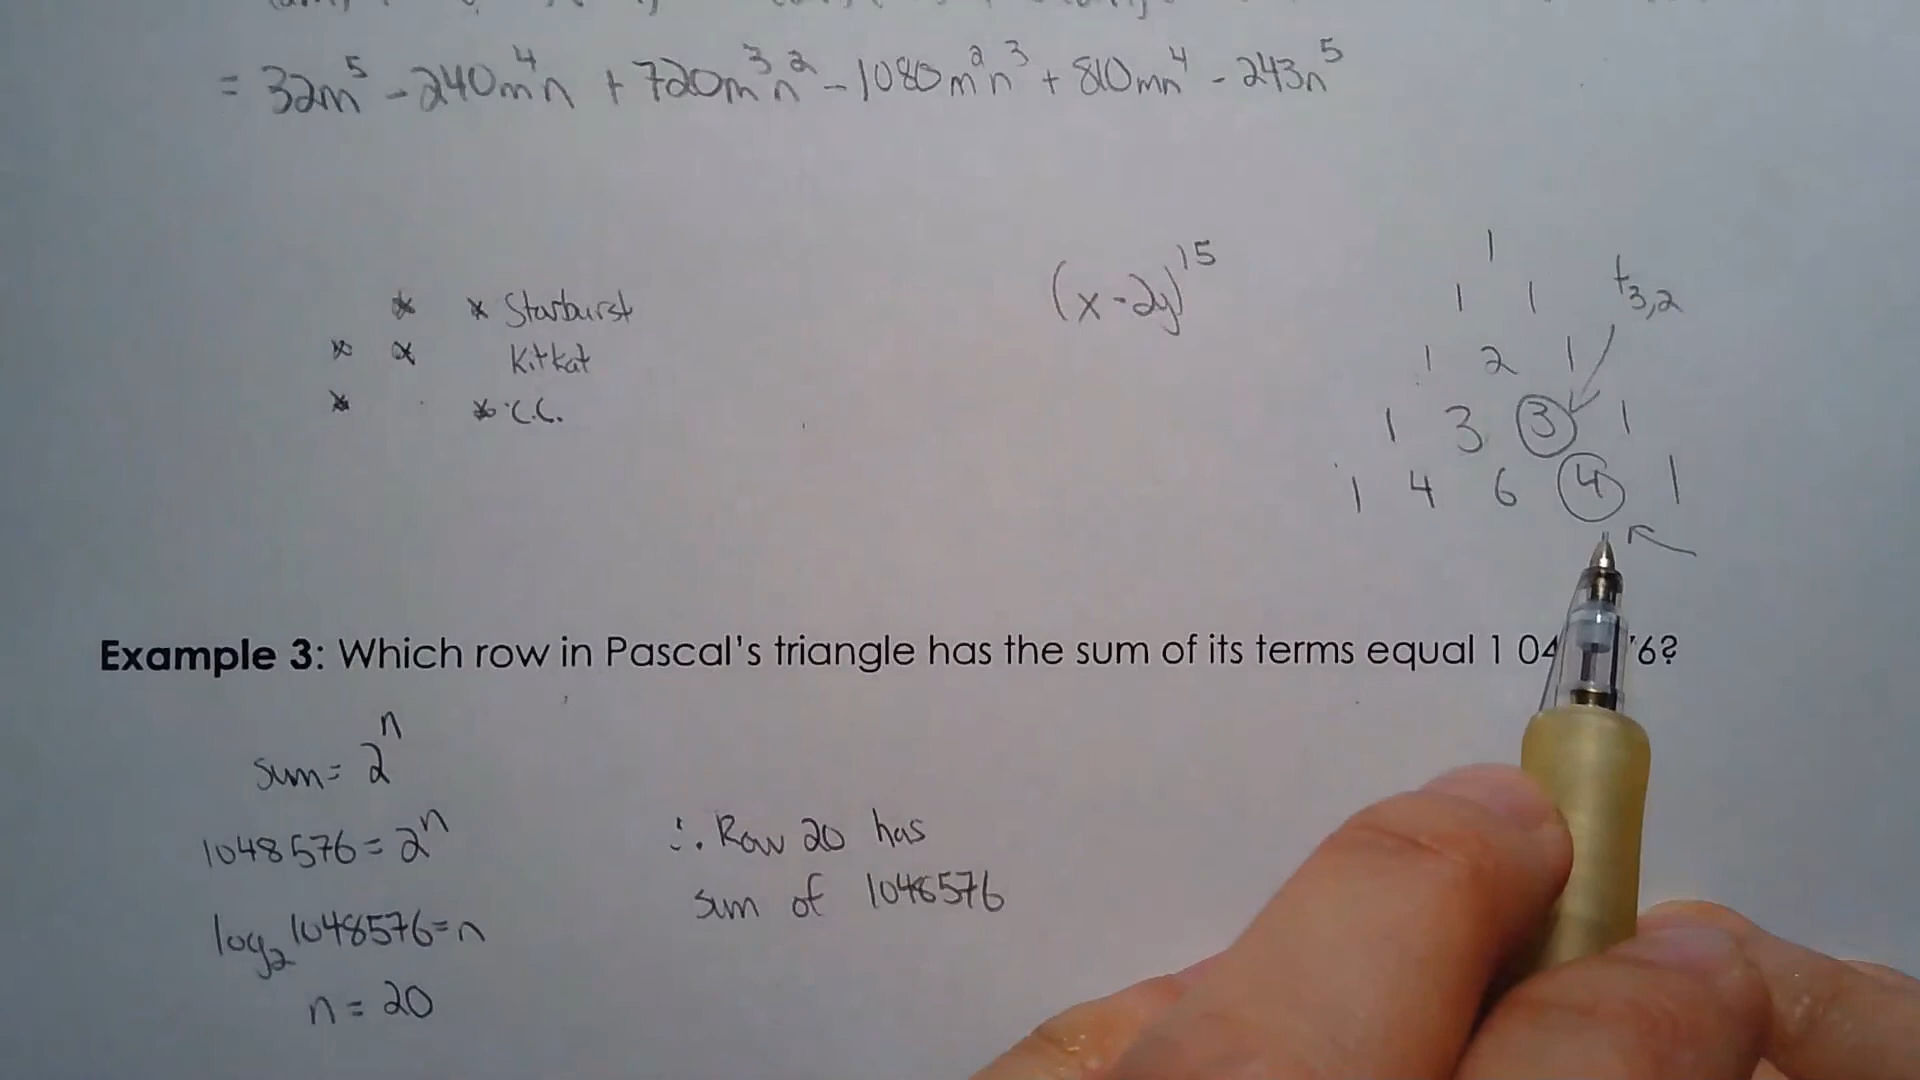 = 32m⁵ - 240m⁴n + 720m³n² - 1080m²n³ + 810mn⁴ - 243n⁵
* * Starburst
* * Kitkat
* * C.C.
(x-2y)¹⁵
1
1 1
t₃,₂
1 2 1
1 3 3 1
1 4 6 4 1
Example 3: Which row in Pascal's triangle has the sum of its terms equal 1 04 6?
sum = 2ⁿ
1048576 = 2ⁿ
log₂ 1048576 = n
n = 20
∴ Row 20 has
sum of 1048576